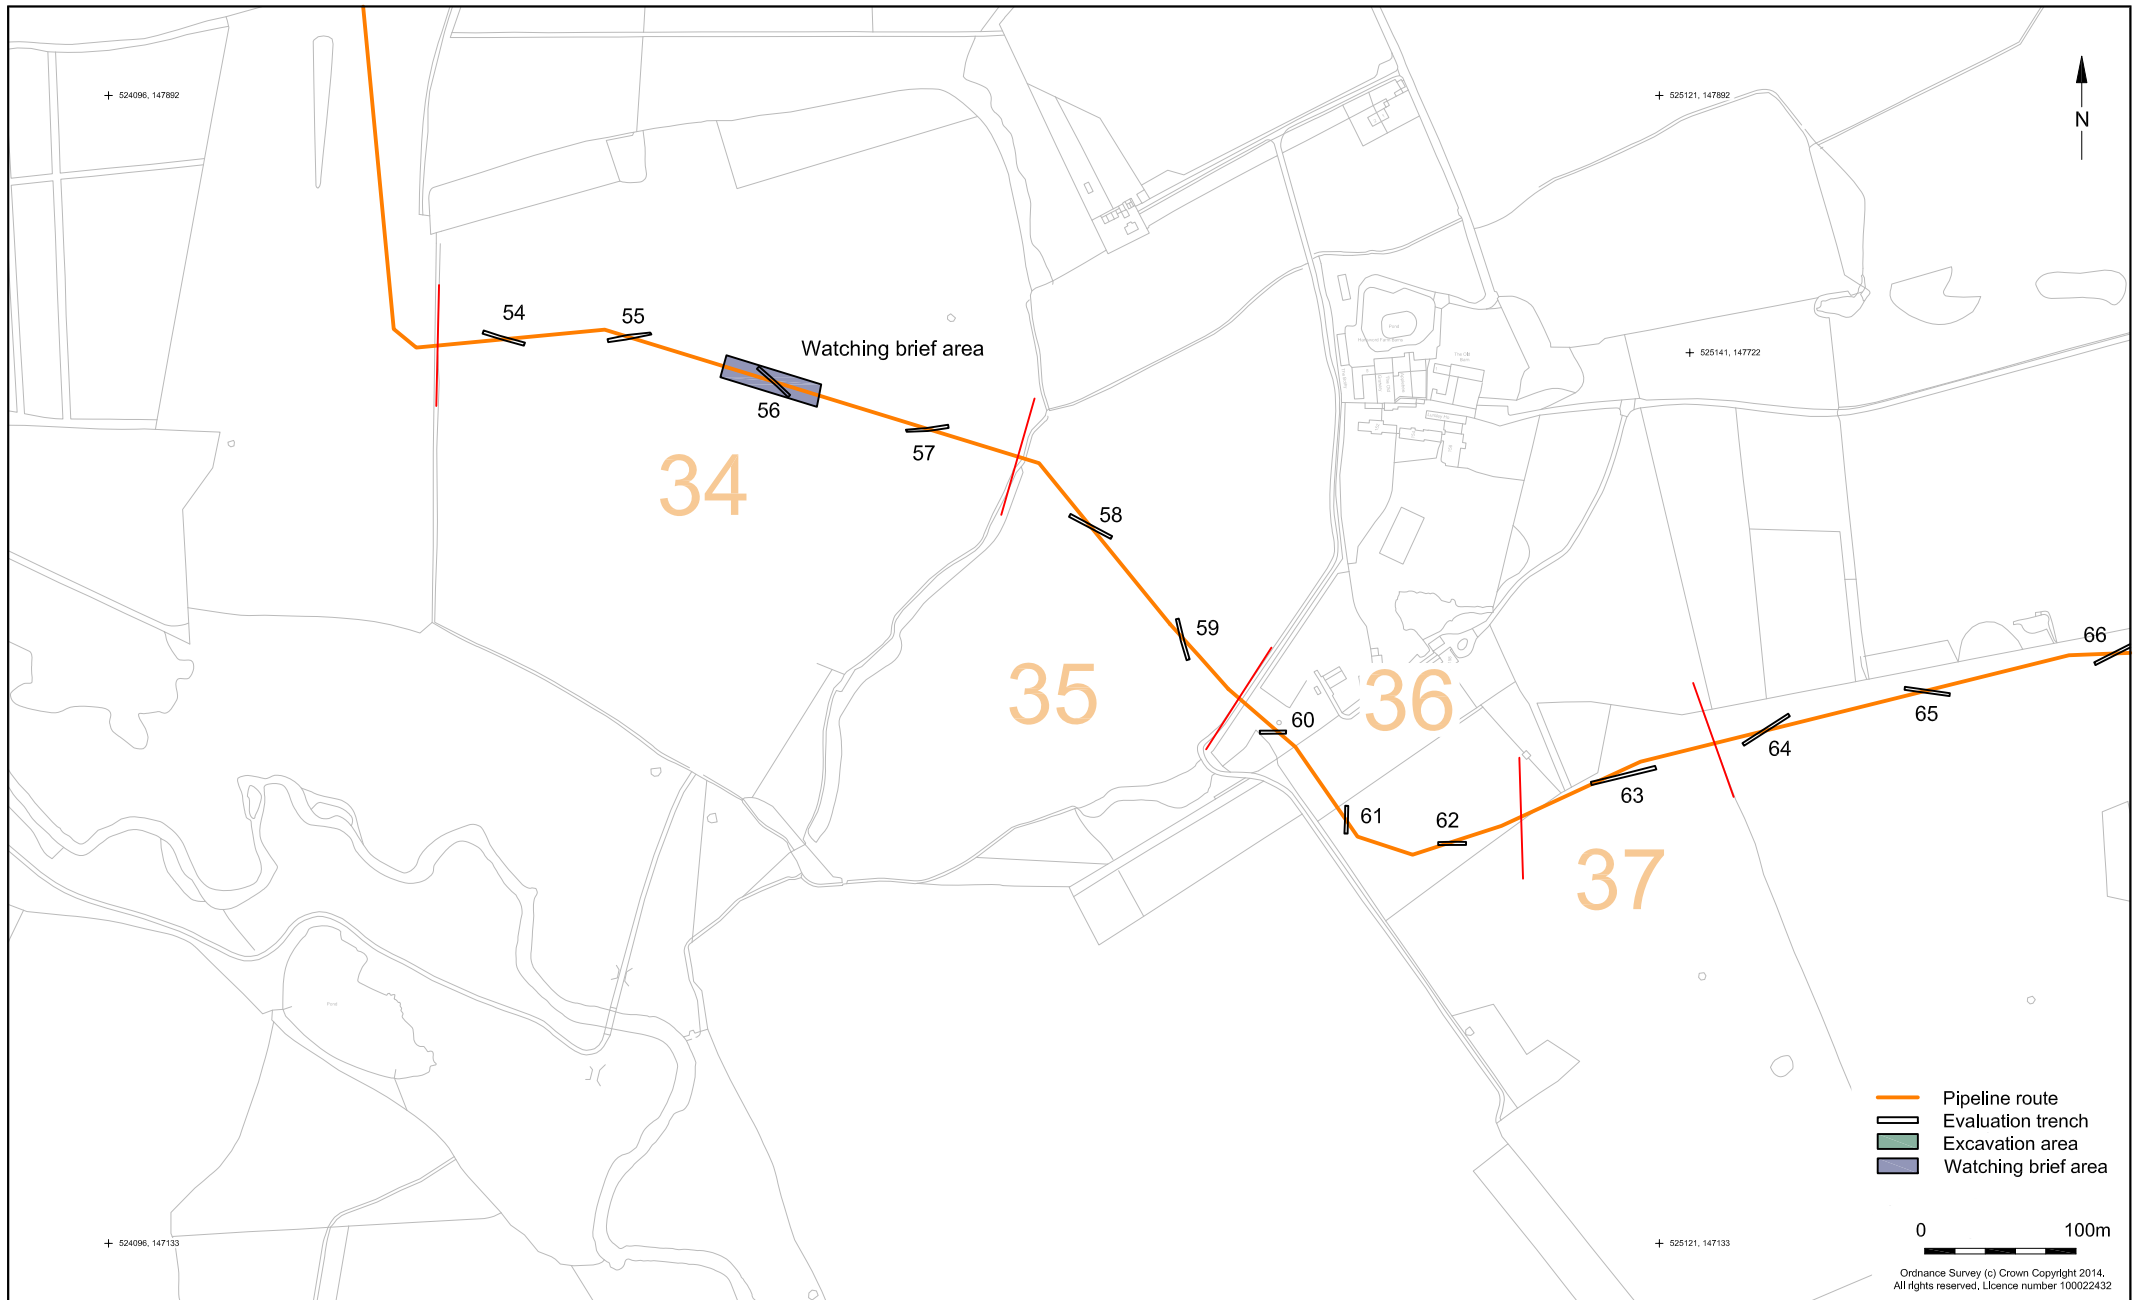 524096, 147892
525121, 147892
N
54
55
Watching brief area
525141, 147722
56
57
34
58
59
66
35
36
65
60
64
63
61
62
37
Pond
Pond
Pipeline route
Evaluation trench
Excavation area
Watching brief area
524096, 147133
525121, 147133
0 100m
Ordnance Survey (c) Crown Copyright 2014.
All rights reserved. Licence number 100022432